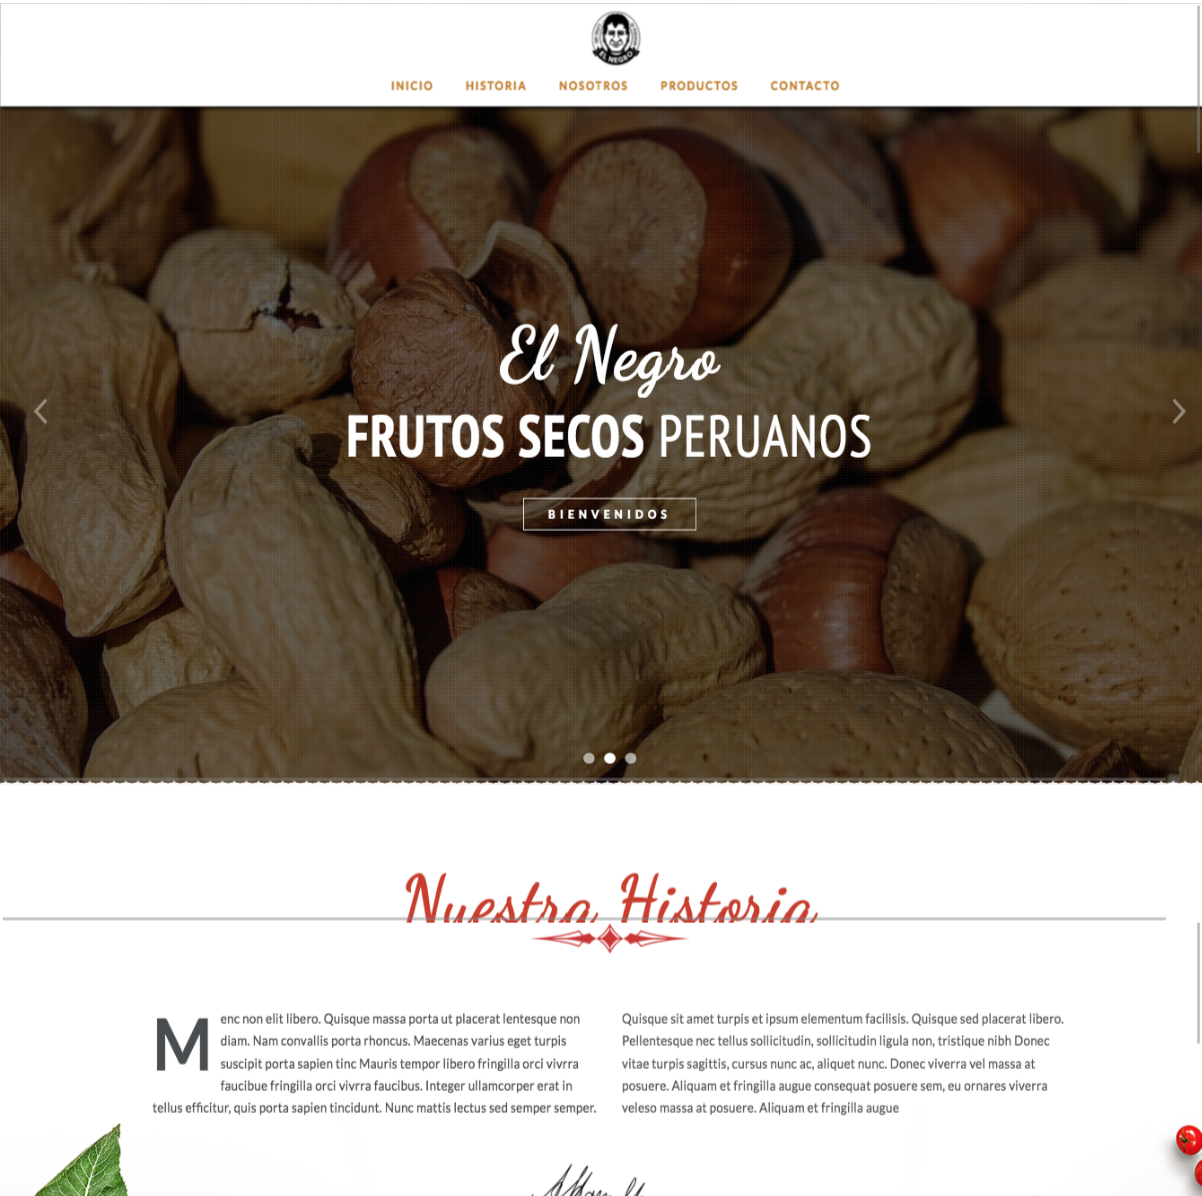 EL NEGRO
INICIO HISTORIA NOSOTROS PRODUCTOS CONTACTO
El Negro
FRUTOS SECOS PERUANOS
BIENVENIDOS
Nuestra Historia
Menc non elit libero. Quisque massa porta ut placerat lentesque non
diam. Nam convallis porta rhoncus. Maecenas varius eget turpis
suscipit porta sapien tinc Mauris tempor libero fringilla orci vivrra
faucibue fringilla orci vivrra faucibus. Integer ullamcorper erat in
tellus efficitur, quis porta sapien tincidunt. Nunc mattis lectus sed semper semper.
Quisque sit amet turpis et ipsum elementum facilisis. Quisque sed placerat libero.
Pellentesque nec tellus sollicitudin, sollicitudin ligula non, tristique nibh Donec
vitae turpis sagittis, cursus nunc ac, aliquet nunc. Donec viverra vel massa at
posuere. Aliquam et fringilla augue consequat posuere sem, eu ornares viverra
veleso massa at posuere. Aliquam et fringilla augue